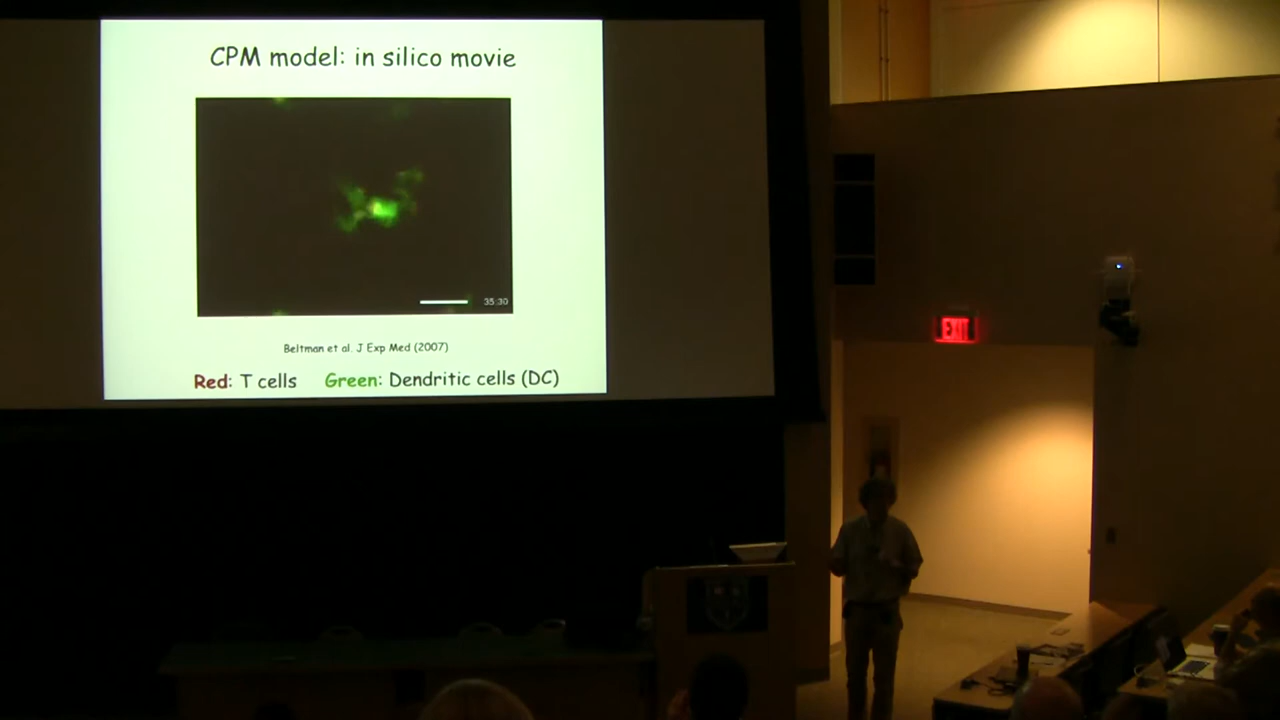 CPM model: in silico movie
35:30
Beltman et al. J Exp Med (2007)
Red: T cells Green: Dendritic cells (DC)
EXIT